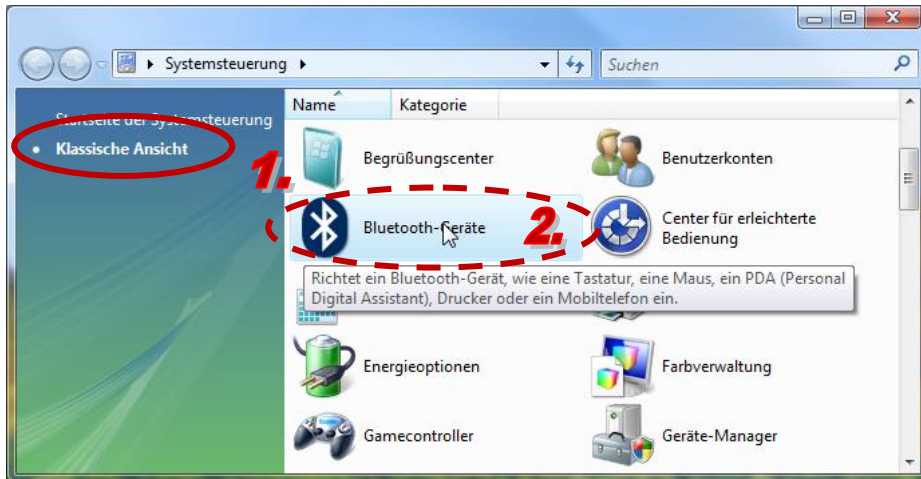 Systemsteuerung
Suchen
Startseite der Systemsteuerung
Klassische Ansicht
1.
Name Kategorie
Begrüßungscenter
Benutzerkonten
Bluetooth-Geräte
2.
Center für erleichterte
Bedienung
Richtet ein Bluetooth-Gerät, wie eine Tastatur, eine Maus, ein PDA (Personal
Digital Assistant), Drucker oder ein Mobiltelefon ein.
Energieoptionen
Farbverwaltung
Gamecontroller
Geräte-Manager